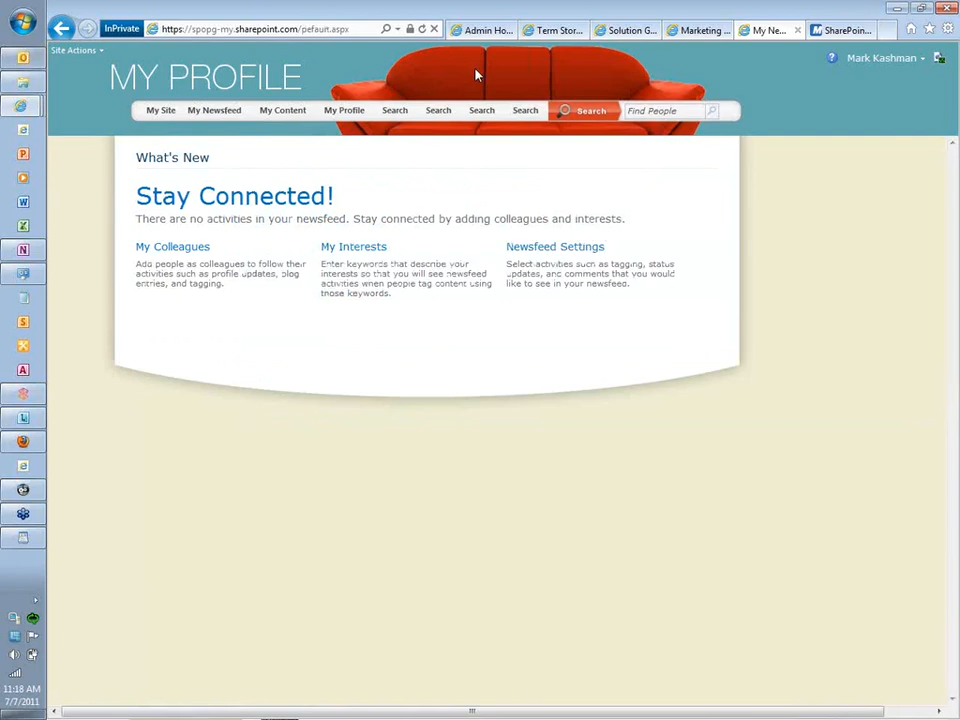 InPrivate
https://spopg-my.sharepoint.com/pefault.aspx
Admin Ho...
Term Stor...
Solution G...
Marketing ...
My Ne...
SharePoin...
Site Actions
Mark Kashman
MY PROFILE
My Site
My Newsfeed
My Content
My Profile
Search
Search
Search
Search
Search
Find People
What's New
Stay Connected!
There are no activities in your newsfeed. Stay connected by adding colleagues and interests.
My Colleagues
Add people as colleagues to follow their
activities such as profile updates, blog
entries, and tagging.
My Interests
Enter keywords that describe your
interests so that you will see newsfeed
activities when people tag content using
those keywords.
Newsfeed Settings
Select activities such as tagging, status
updates, and comments that you would
like to see in your newsfeed.
11:18 AM
7/7/2011